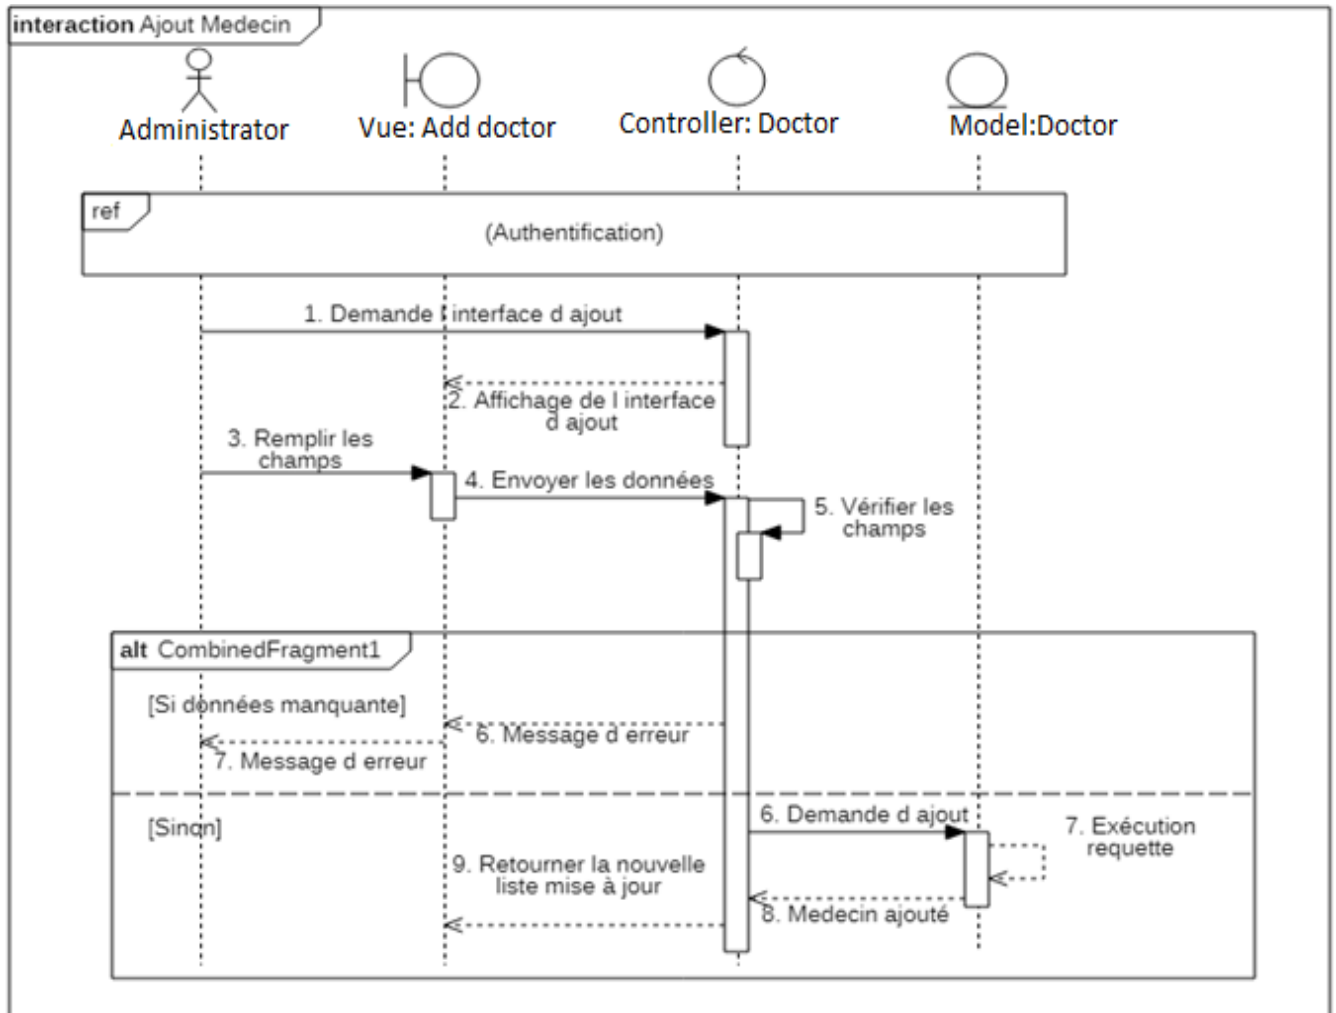 interaction Ajout Medecin
Administrator
Vue: Add doctor
Controller: Doctor
Model:Doctor
ref
(Authentification)
1. Demande l interface d ajout
2. Affichage de l interface
d ajout
3. Remplir les
champs
4. Envoyer les données
5. Vérifier les
champs
alt CombinedFragment1
[Si données manquante]
6. Message d erreur
7. Message d erreur
[Sinon]
6. Demande d ajout
7. Exécution
requette
8. Medecin ajouté
9. Retourner la nouvelle
liste mise à jour